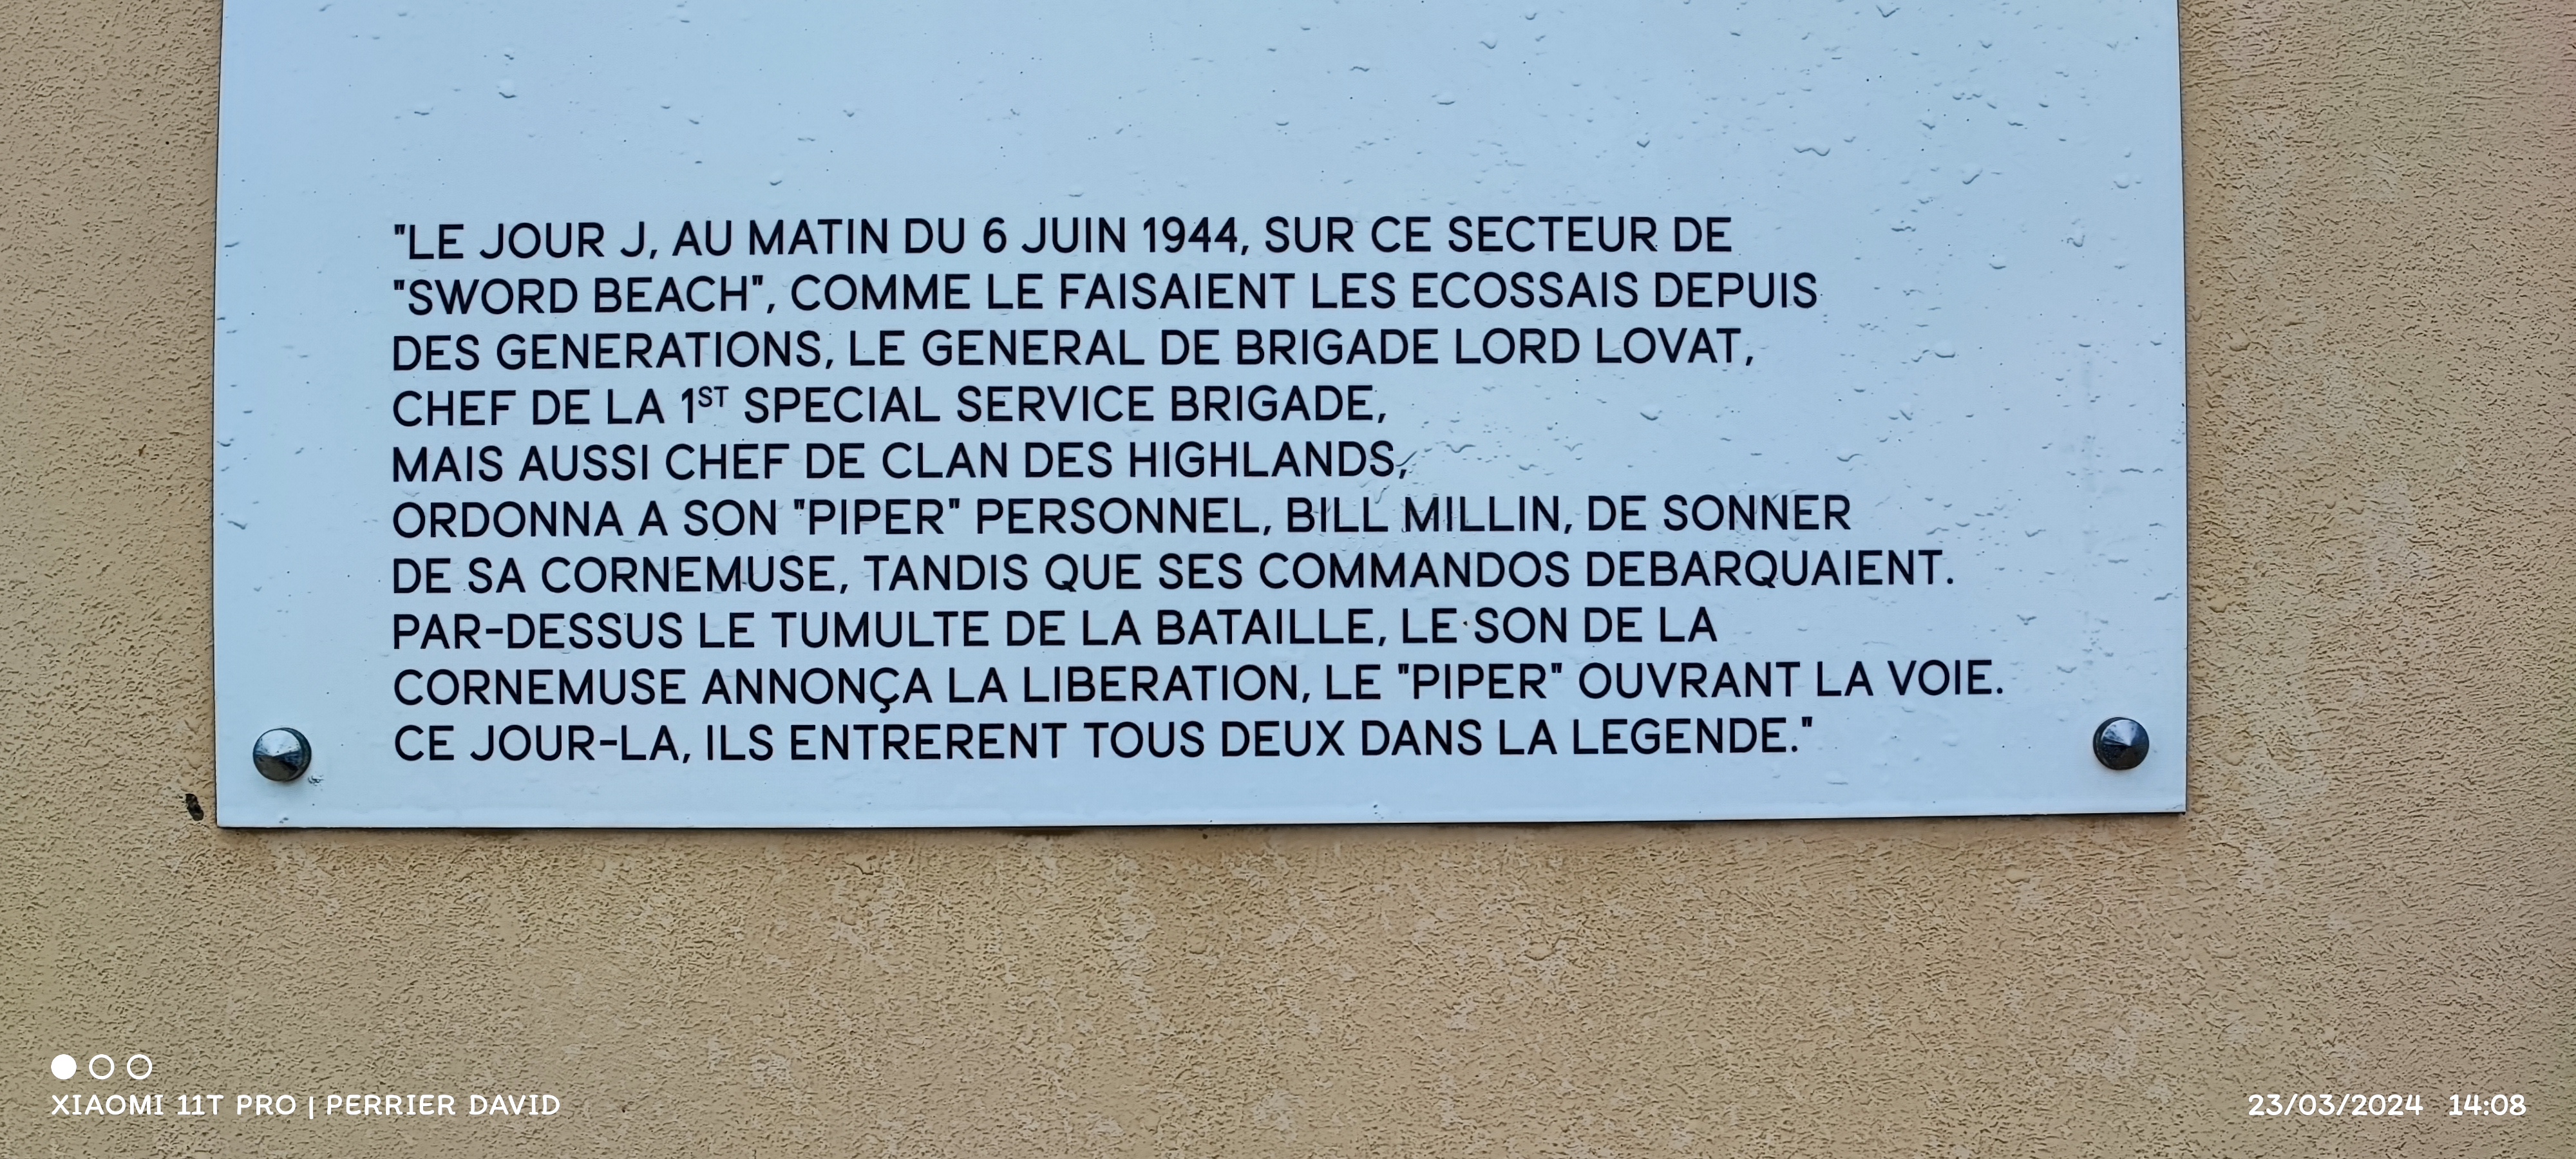 "LE JOUR J, AU MATIN DU 6 JUIN 1944, SUR CE SECTEUR DE
"SWORD BEACH", COMME LE FAISAIENT LES ECOSSAIS DEPUIS
DES GENERATIONS, LE GENERAL DE BRIGADE LORD LOVAT,
CHEF DE LA 1ST SPECIAL SERVICE BRIGADE,
MAIS AUSSI CHEF DE CLAN DES HIGHLANDS,
ORDONNA A SON "PIPER" PERSONNEL, BILL MILLIN, DE SONNER
DE SA CORNEMUSE, TANDIS QUE SES COMMANDOS DEBARQUAIENT.
PAR-DESSUS LE TUMULTE DE LA BATAILLE, LE SON DE LA
CORNEMUSE ANNONÇA LA LIBERATION, LE "PIPER" OUVRANT LA VOIE.
CE JOUR-LA, ILS ENTRERENT TOUS DEUX DANS LA LEGENDE."
XIAOMI 11T PRO | PERRIER DAVID
23/03/2024 14:08